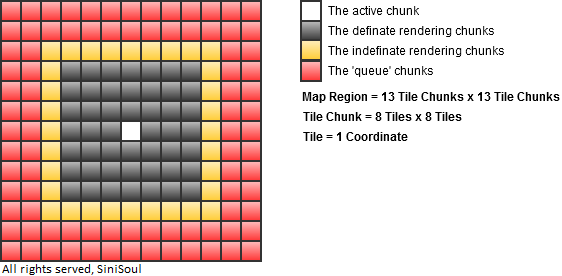 The active chunk
The definate rendering chunks
The indefinate rendering chunks
The 'queue' chunks
Map Region = 13 Tile Chunks x 13 Tile Chunks
Tile Chunk = 8 Tiles x 8 Tiles
Tile = 1 Coordinate
All rights served, SiniSoul